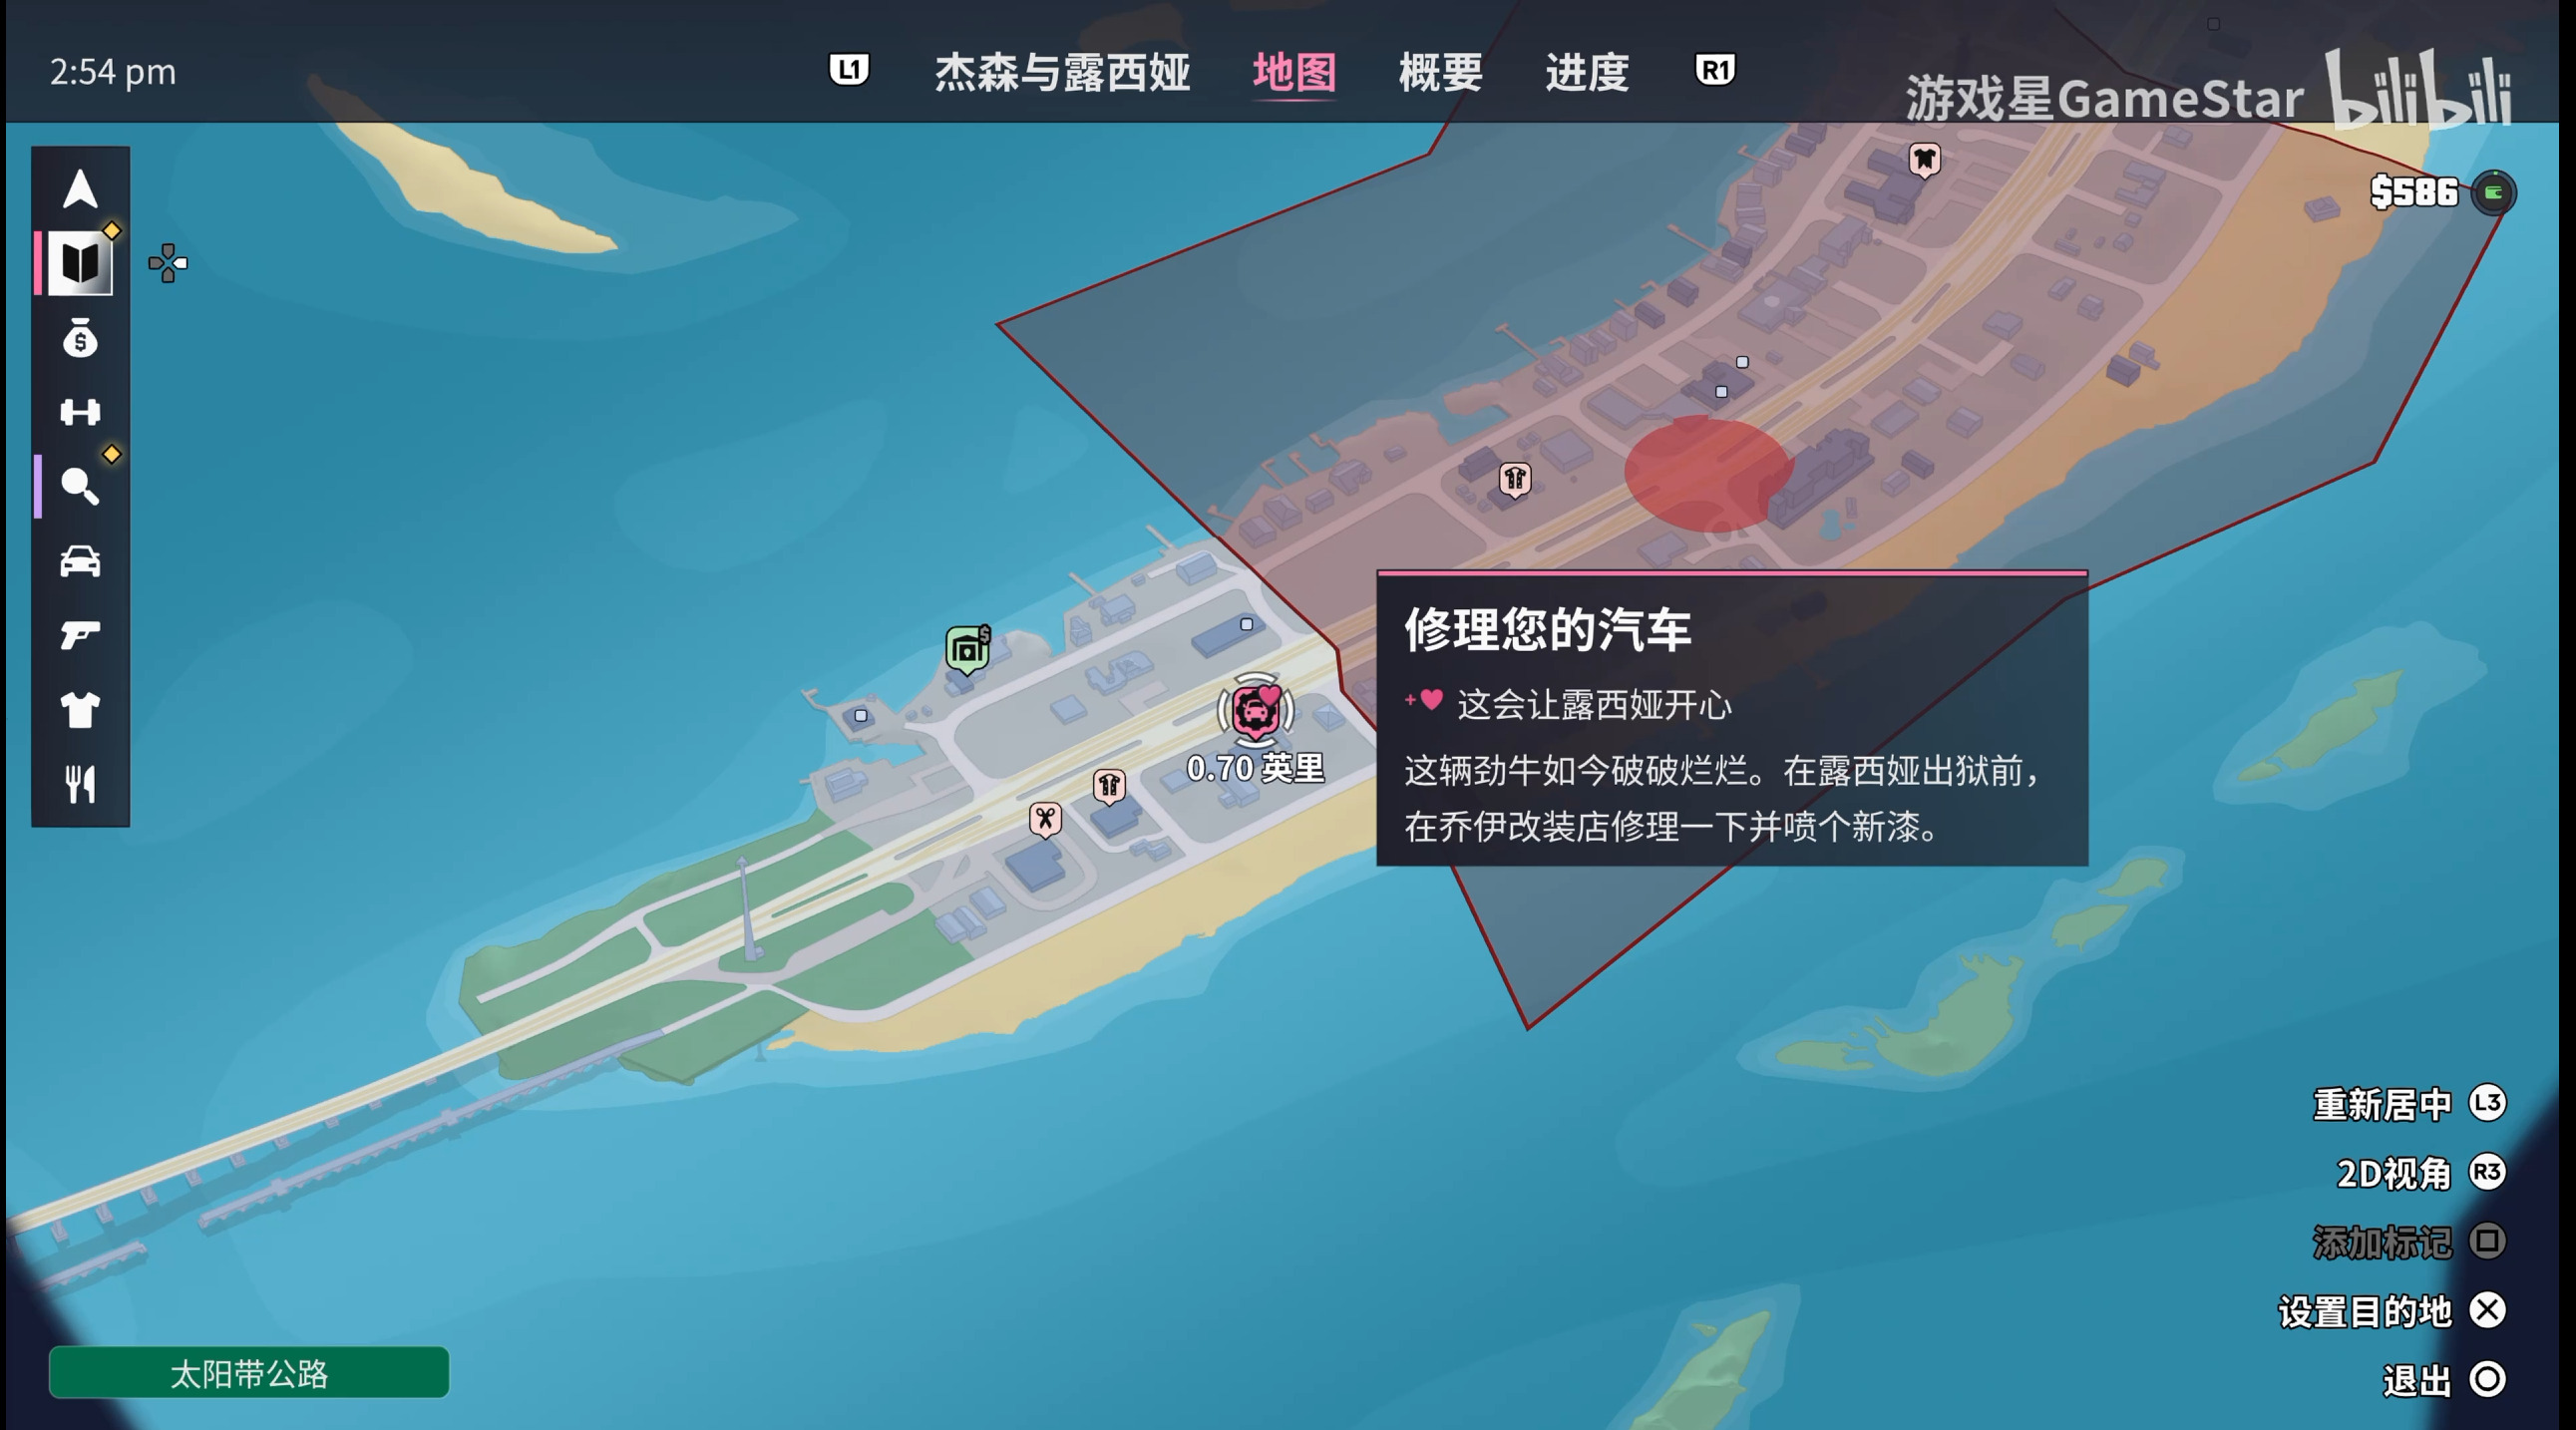 2:54 pm
L1 杰森与露西娅 地图 概要 进度 R1
游戏星GameStar bilibili
$586
修理您的汽车
+ 这会让露西娅开心
这辆劲牛如今破破烂烂。在露西娅出狱前，
在乔伊改装店修理一下并喷个新漆。
0.70 英里
重新居中 L3
2D视角 R3
添加标记
设置目的地
退出
太阳带公路